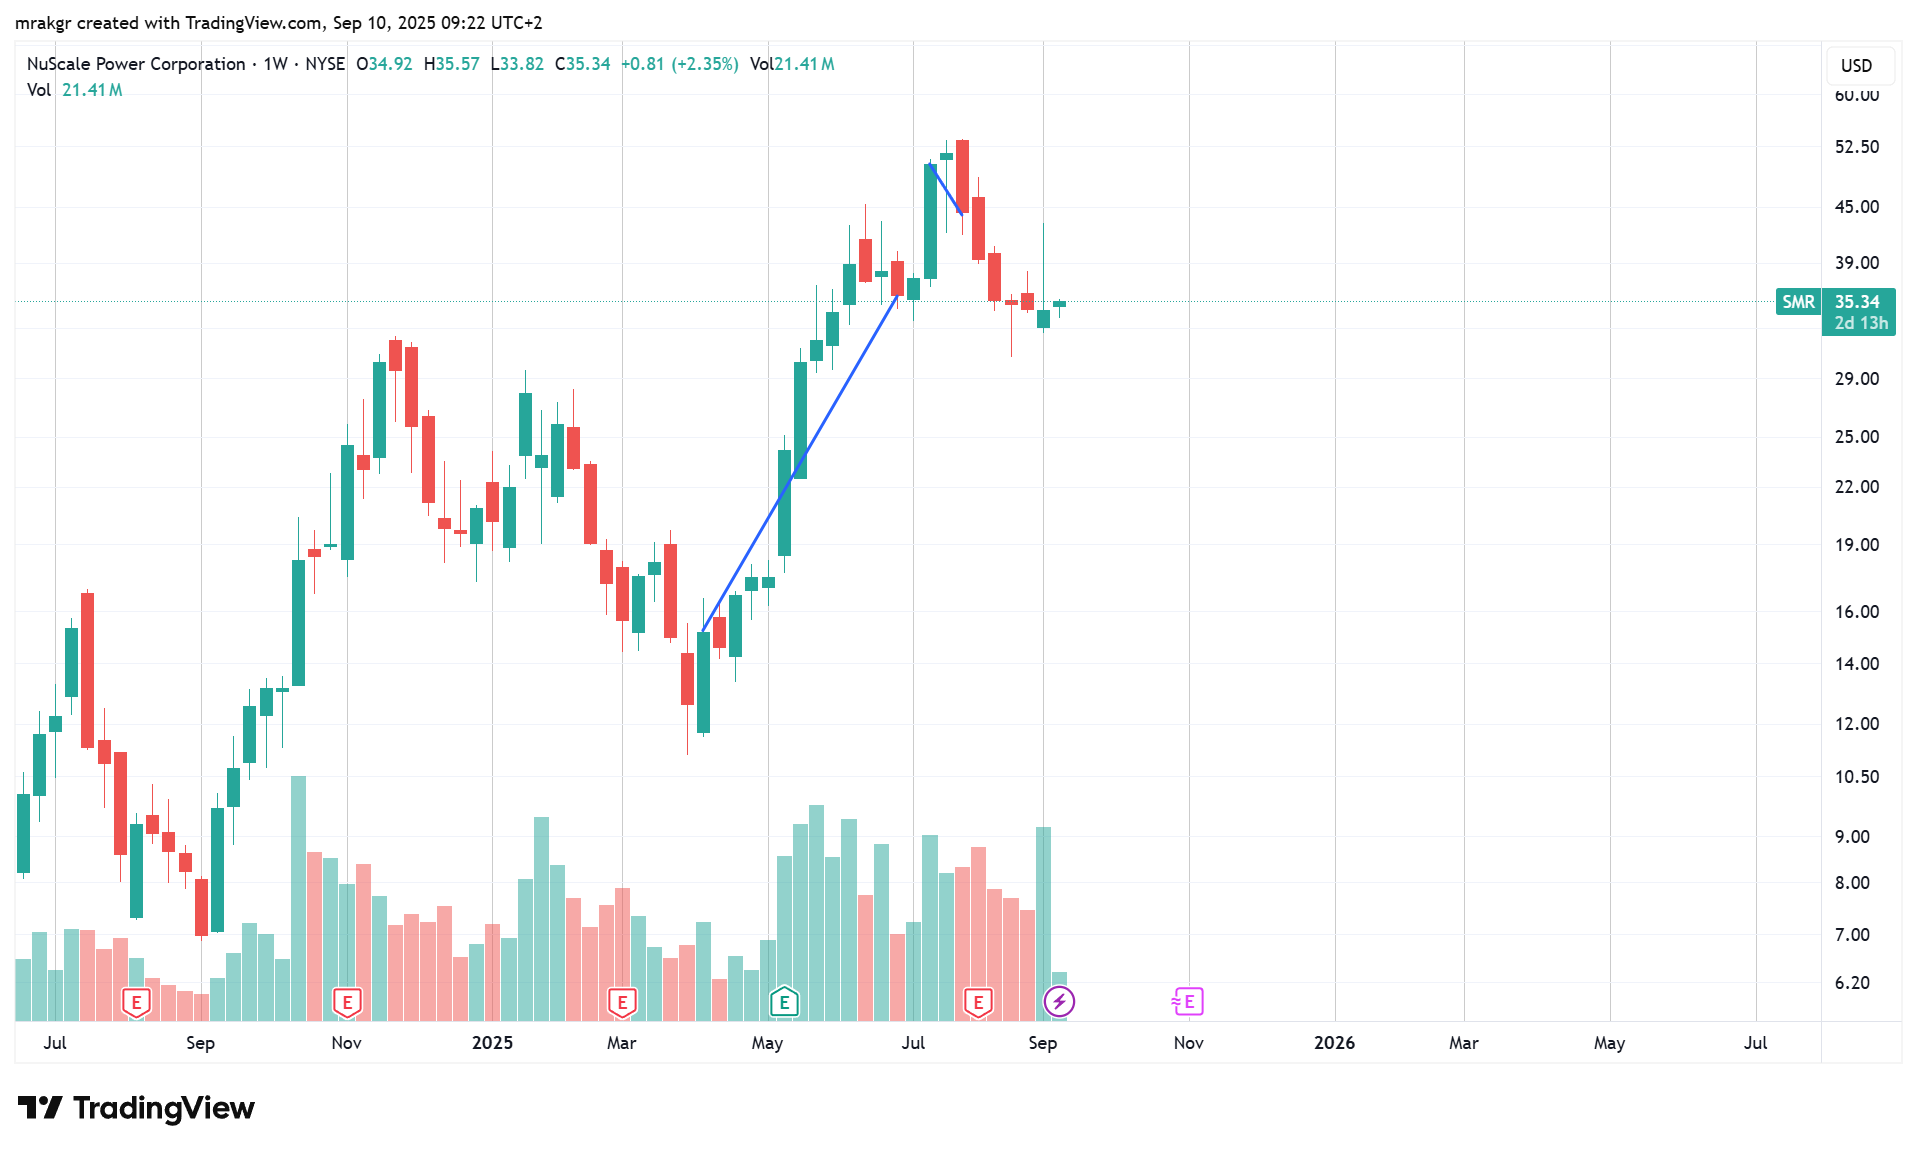 mrakgr created with TradingView.com, Sep 10, 2025 09:22 UTC+2
NuScale Power Corporation · 1W · NYSE O34.92 H35.57 L33.82 C35.34 +0.81 (+2.35%) Vol21.41 M
Vol 21.41 M
USD
60.00
52.50
45.00
39.00
SMR 35.34
2d 13h
29.00
25.00
22.00
19.00
16.00
14.00
12.00
10.50
9.00
8.00
7.00
6.20
E E E E E ≈E
Jul Sep Nov 2025 Mar May Jul Sep Nov 2026 Mar May Jul
TradingView